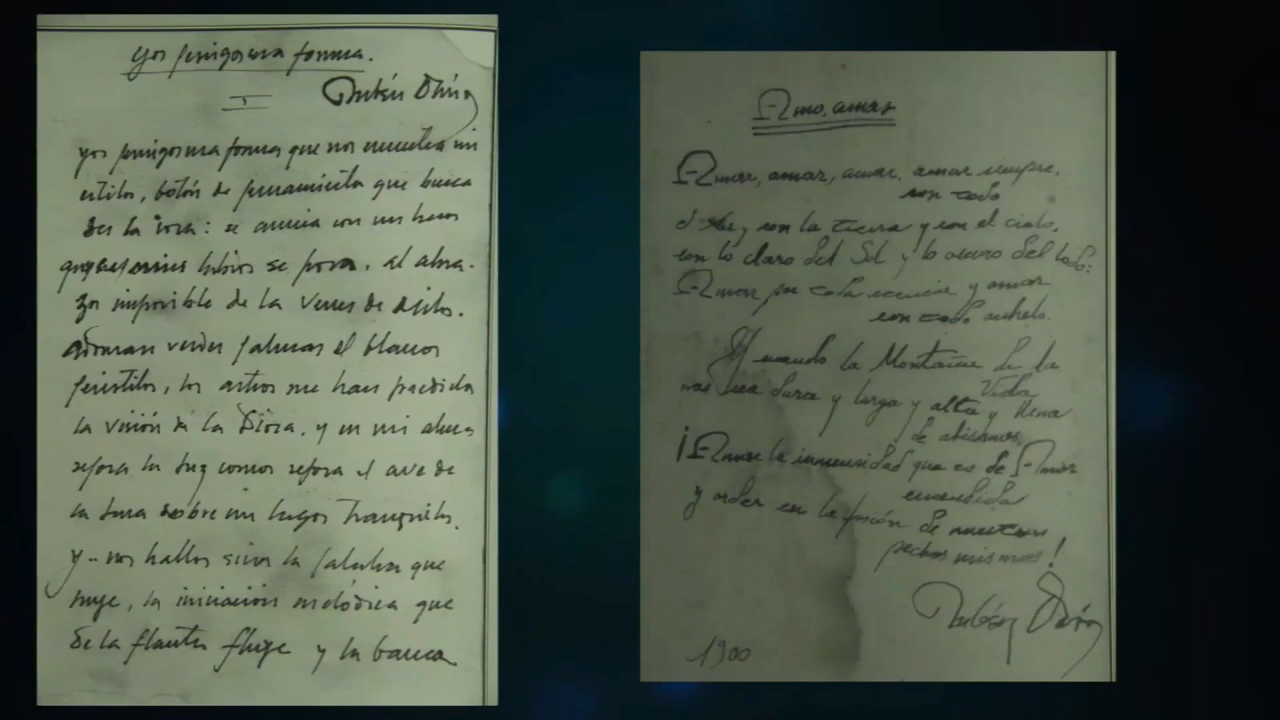 Yo persigo una forma.
I
Rubén Darío
yo persigo una forma que no encuentra mi
estilo, botón de pensamiento que busca
ser la rosa: se anuncia con un beso
que en mis labios se posa, al abra-
zo imposible de la Venus de Milo.
adornan verdes palmas el blanco
peristilo, los astros me han predicho
la visión de la Diosa, y en mi alma
reposa la luz como reposa el ave de
la luna sobre un lago tranquilo.
y no hallo sino la palabra que
huye, la iniciación melódica que
de la flauta fluye y la barca
Amo, amas
Amar, amar, amar, amar siempre,
con todo
el ser y con la tierra y con el cielo,
con lo claro del Sol y lo oscuro del lodo:
Amar por toda ciencia y amar
con todo anhelo.
Y cuando la Montaña de la
Vida
nos sea dura y larga y alta y llena
de abismos,
¡Amar la inmensidad que es de Amor
encendida
y arder en la fusión de nuestros
pechos mismos!
Rubén Darío
1900